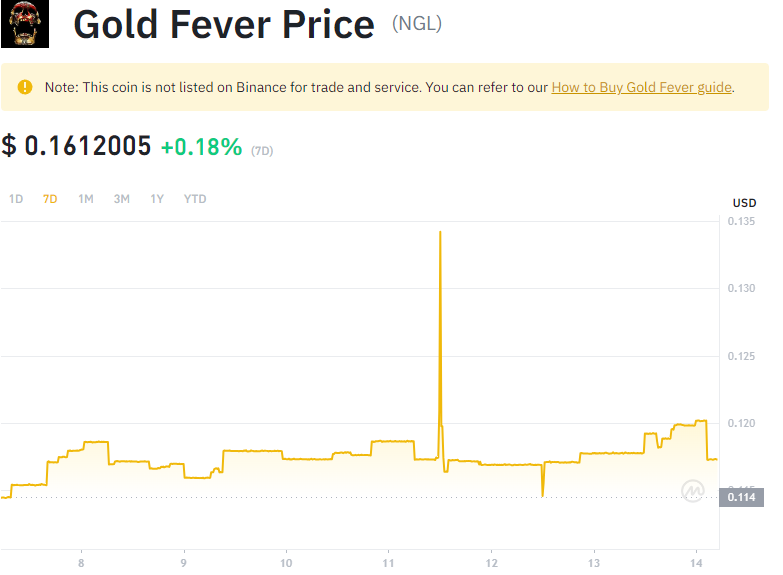 Gold Fever Price (NGL)
Note: This coin is not listed on Binance for trade and service. You can refer to our How to Buy Gold Fever guide.
$ 0.1612005 +0.18% (7D)
1D 7D 1M 3M 1Y YTD
USD
0.135
0.130
0.125
0.120
0.115
0.114
8 9 10 11 12 13 14